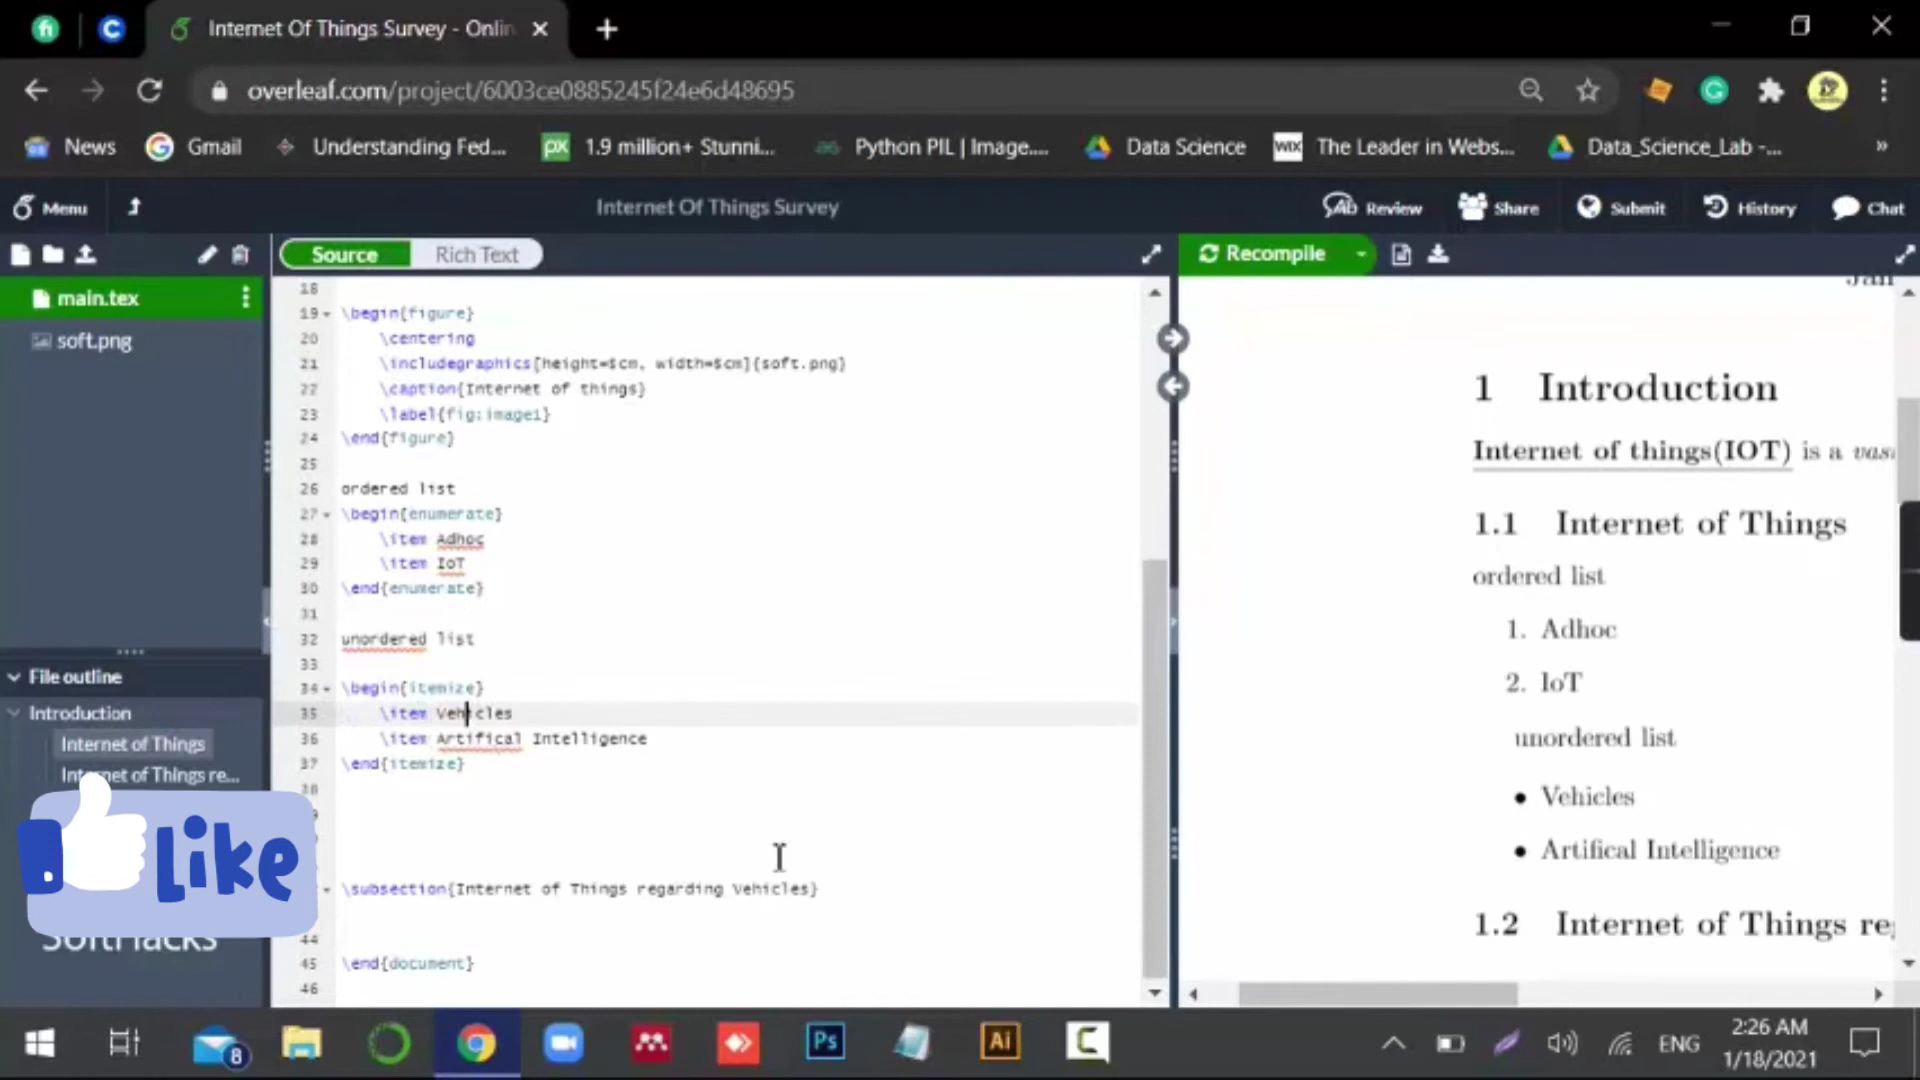 Internet Of Things Survey - Onlin
overleaf.com/project/6003ce0885245f24e6d48695
News
Gmail
Understanding Fed...
px
1.9 million+ Stunni...
Python PIL | Image....
Data Science
WIX
The Leader in Webs...
Data_Science_Lab -...
»
Menu
Internet Of Things Survey
Review
Share
Submit
History
Chat
Source
Rich Text
Recompile
main.tex
soft.png
18
19 \begin{figure}
20 \centering
21 \includegraphics[height=5cm, width=5cm]{soft.png}
22 \caption{Internet of things}
23 \label{fig:image1}
24 \end{figure}
25
26 ordered list
27 \begin{enumerate}
28 \item Adhoc
29 \item IoT
30 \end{enumerate}
31
32 unordered list
33
34 \begin{itemize}
35 \item Vehicles
36 \item Artifical Intelligence
37 \end{itemize}
38
\subsection{Internet of Things regarding Vehicles}
44
45 \end{document}
46
File outline
Introduction
Internet of Things
Internet of Things re...
Like
SoftHacks
1 Introduction
Internet of things(IOT) is a vas
1.1 Internet of Things
ordered list
1. Adhoc
2. IoT
unordered list
• Vehicles
• Artifical Intelligence
1.2 Internet of Things re
8
Ps
Ai
C
ENG
2:26 AM
1/18/2021